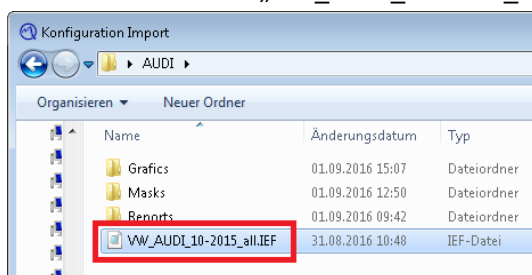 Konfiguration Import
AUDI
Organisieren Neuer Ordner
Name Änderungsdatum Typ
Grafics 01.09.2016 15:07 Dateiordner
Masks 01.09.2016 12:50 Dateiordner
Reports 01.09.2016 09:42 Dateiordner
VW_AUDI_10-2015_all.IEF 31.08.2016 10:48 IEF-Datei